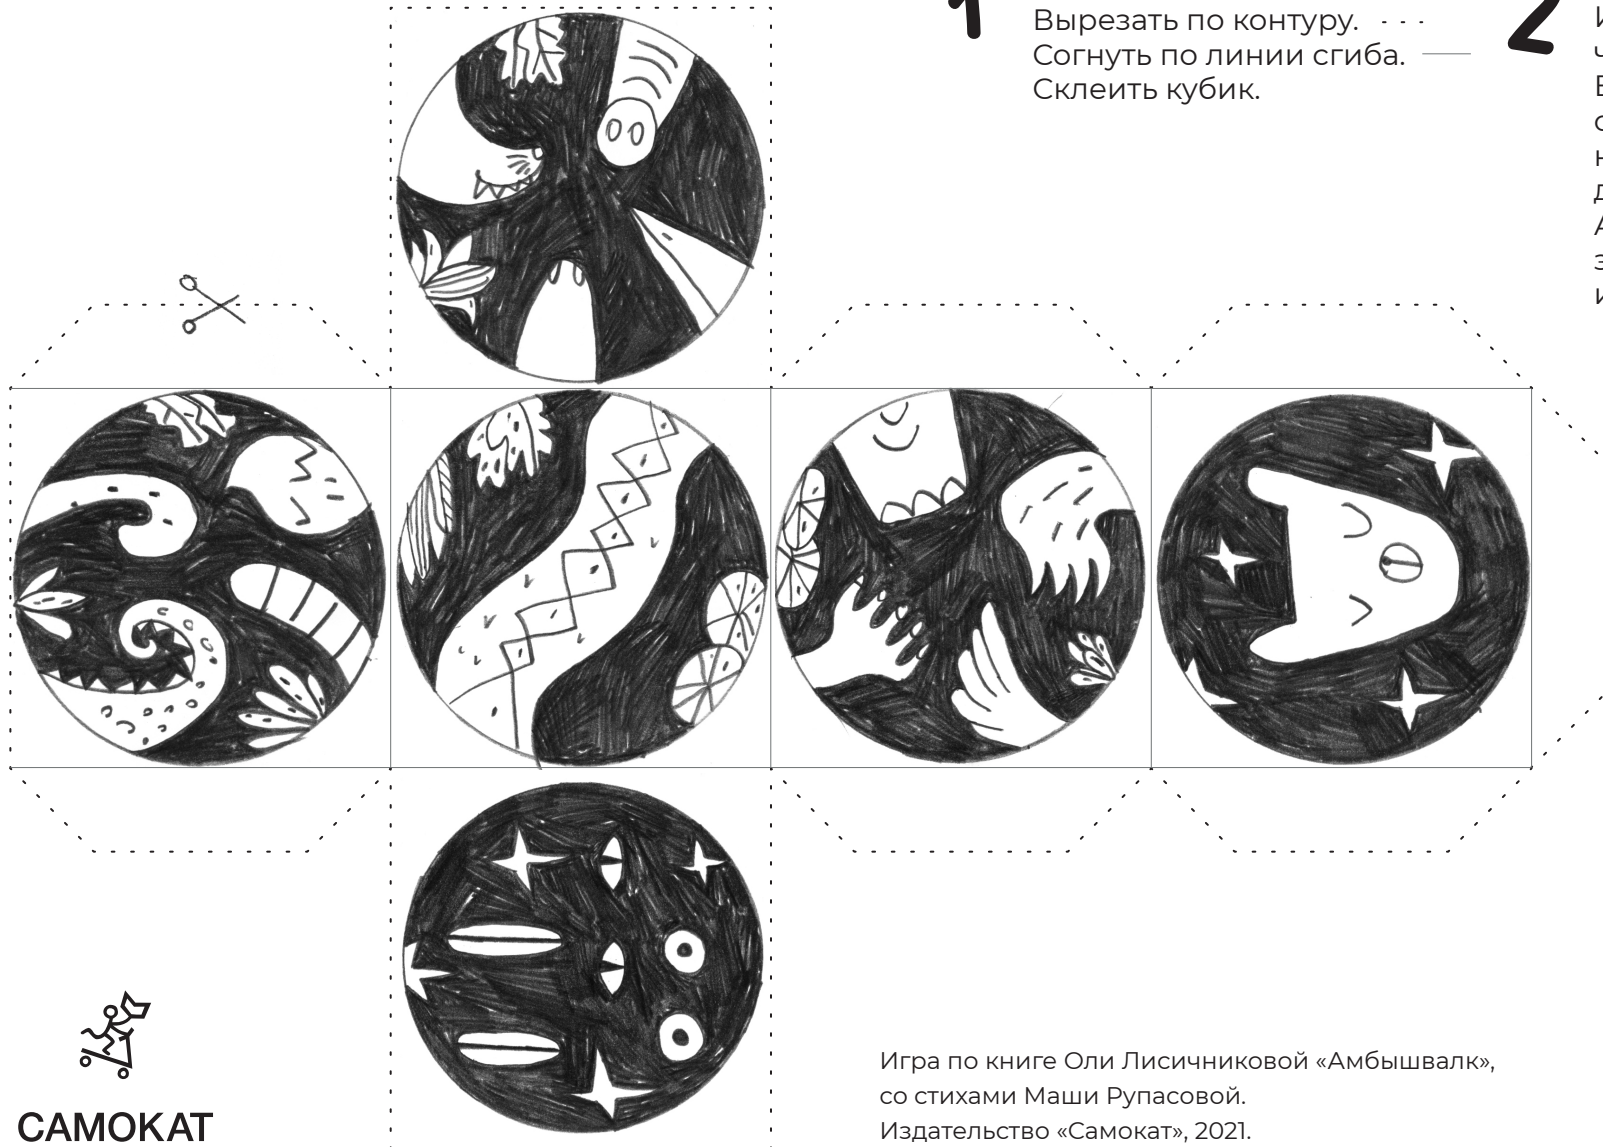 1
Вырезать по контуру.
Согнуть по линии сгиба.
Склеить кубик.
2
САМОКАТ
Игра по книге Оли Лисичниковой «Амбышвалк»,
со стихами Маши Рупасовой.
Издательство «Самокат», 2021.